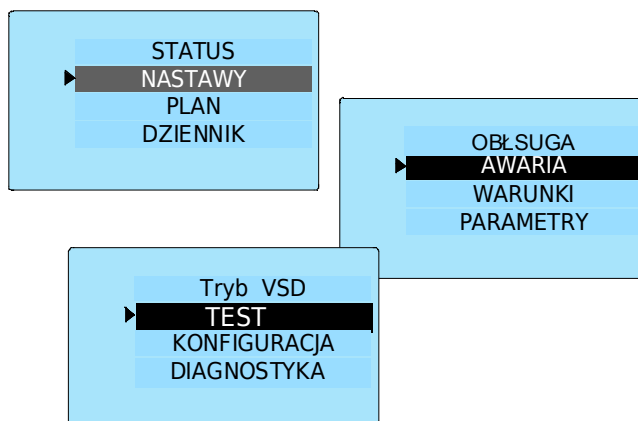 STATUS
NASTAWY
PLAN
DZIENNIK
OBŁSUGA
AWARIA
WARUNKI
PARAMETRY
Tryb VSD
TEST
KONFIGURACJA
DIAGNOSTYKA